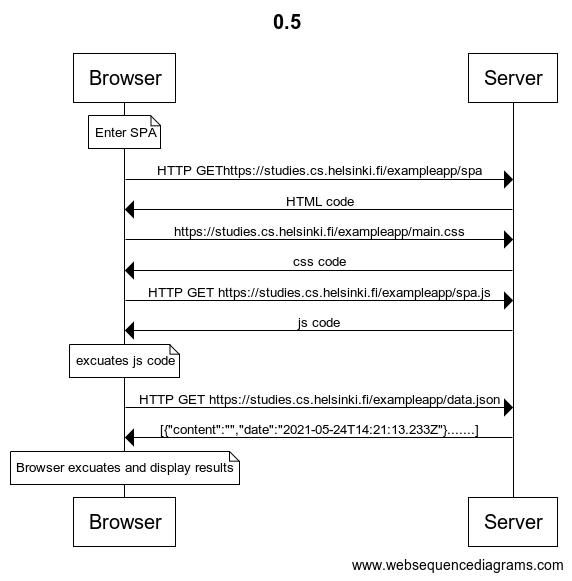 0.5
Browser
Server
Enter SPA
HTTP GEThttps://studies.cs.helsinki.fi/exampleapp/spa
HTML code
https://studies.cs.helsinki.fi/exampleapp/main.css
css code
HTTP GET https://studies.cs.helsinki.fi/exampleapp/spa.js
js code
excuates js code
HTTP GET https://studies.cs.helsinki.fi/exampleapp/data.json
[{"content":"","date":"2021-05-24T14:21:13.233Z"}.......]
Browser excuates and display results
Browser
Server
www.websequencediagrams.com